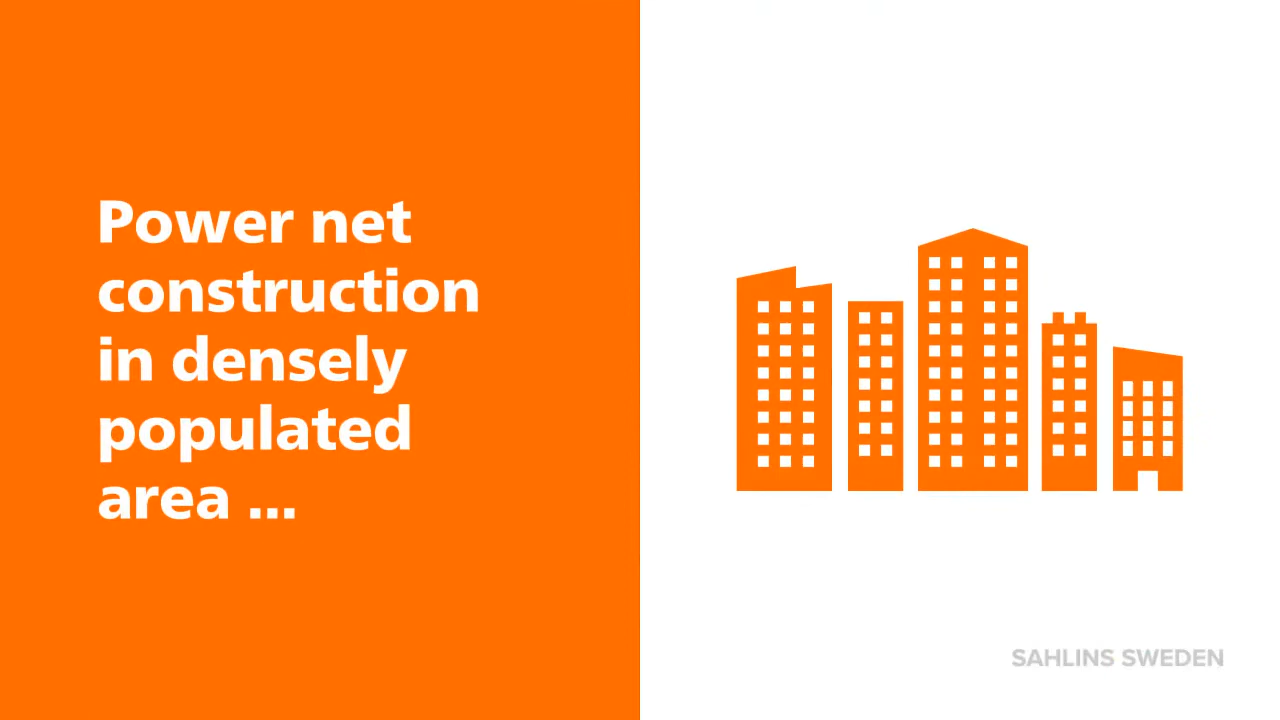 Power net
construction
in densely
populated
area ...
SAHLINS SWEDEN